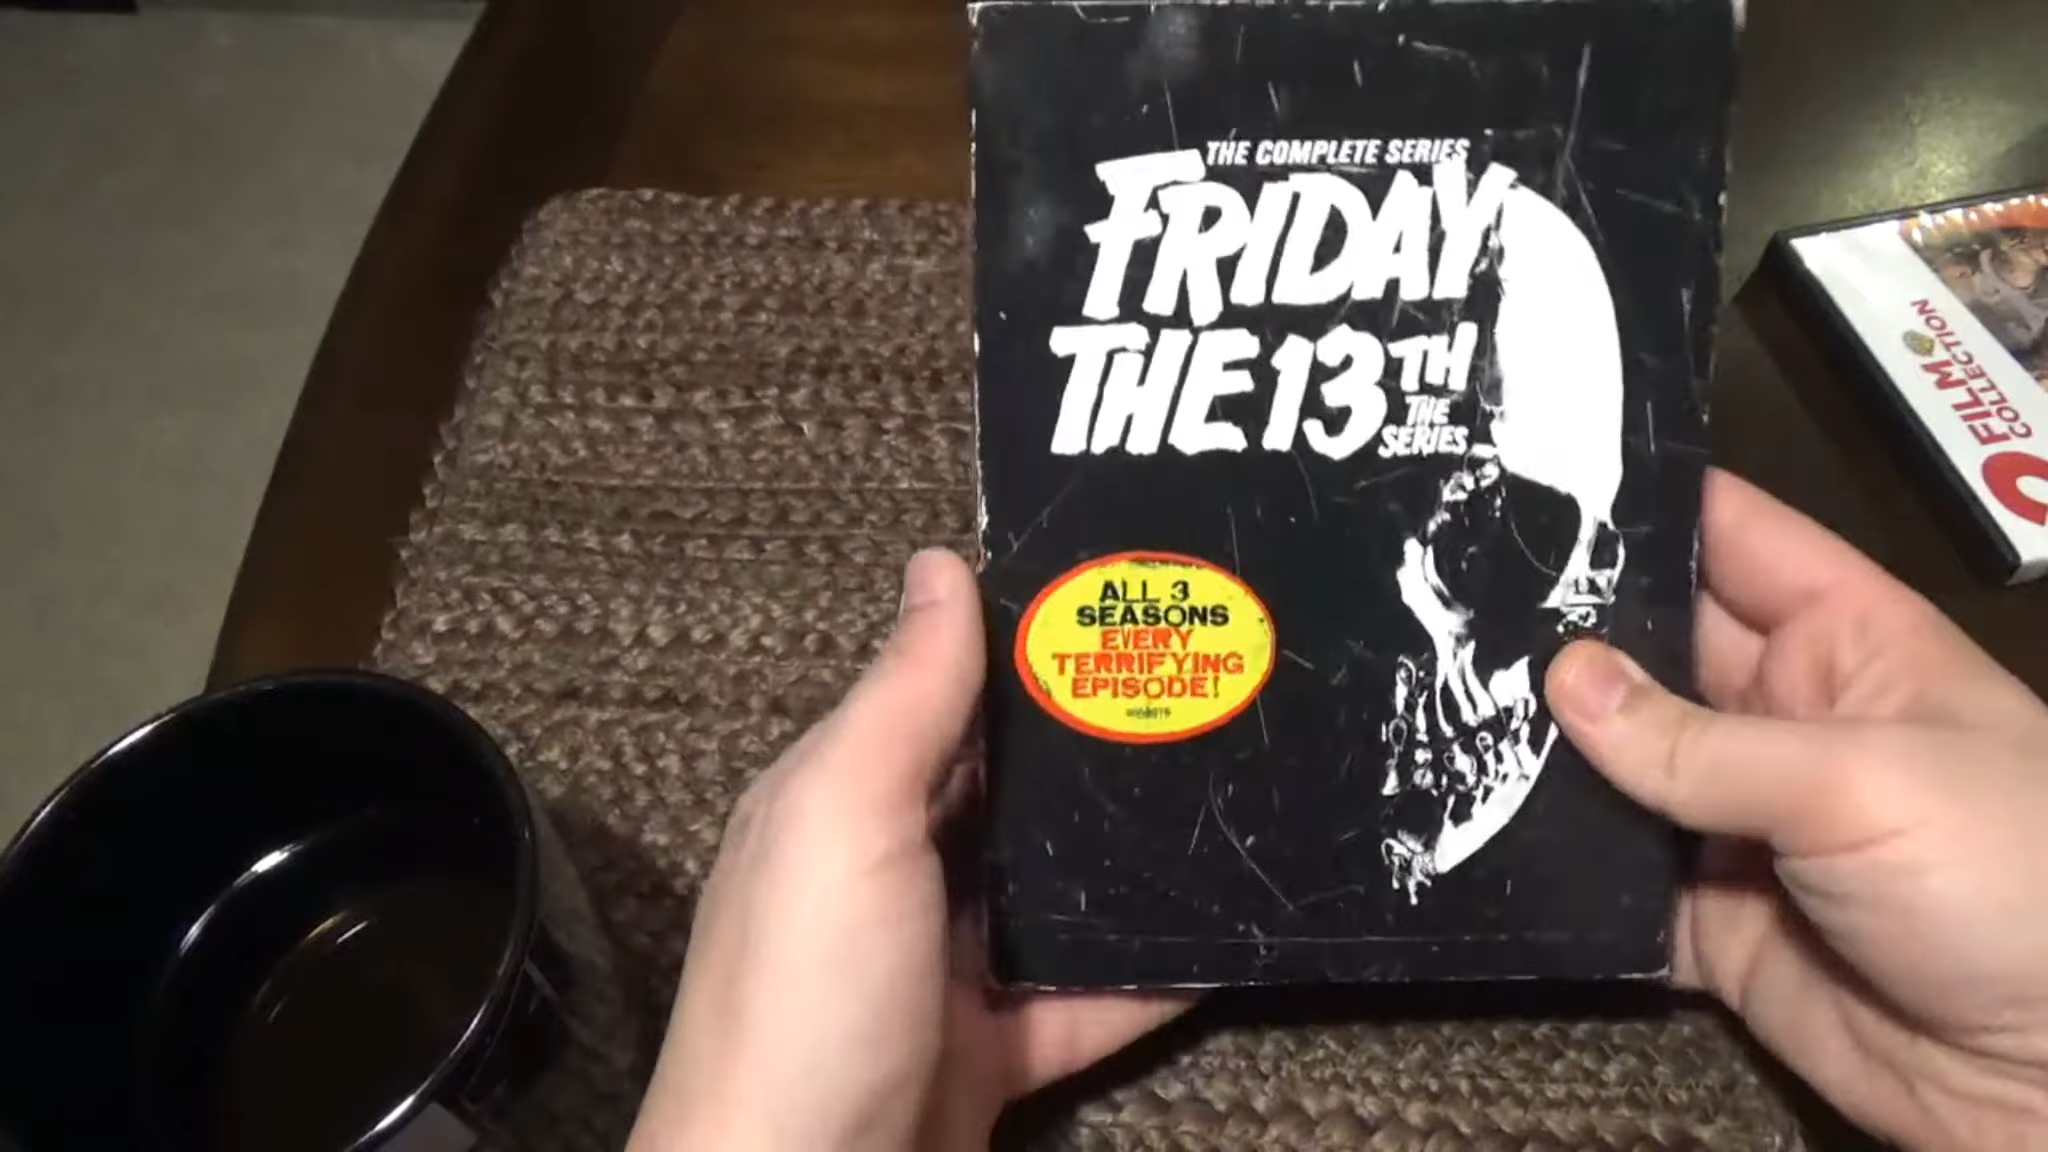 THE COMPLETE SERIES
FRIDAY
THE 13TH
THE
SERIES
ALL 3
SEASONS
EVERY
TERRIFYING
EPISODE!
FILM
COLLECTION